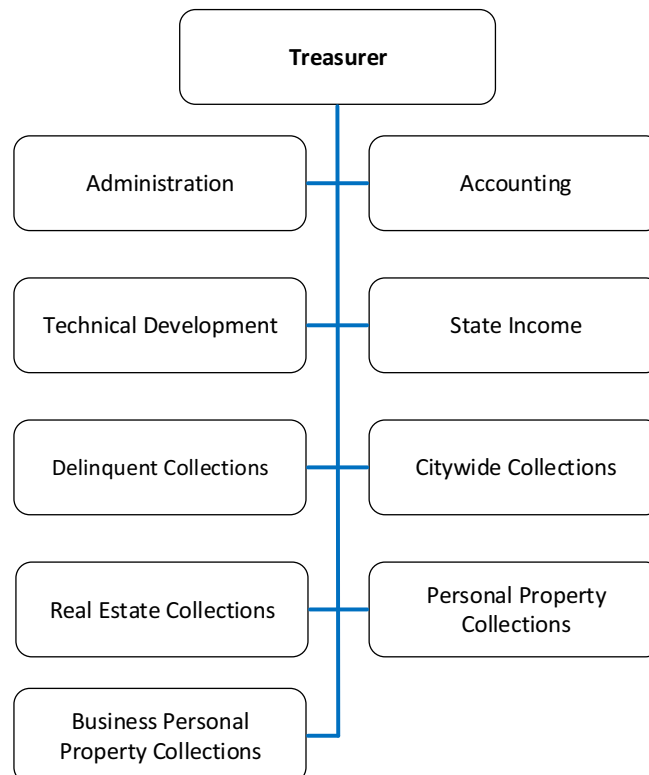 Treasurer
Administration
Accounting
Technical Development
State Income
Delinquent Collections
Citywide Collections
Real Estate Collections
Personal Property
Collections
Business Personal
Property Collections